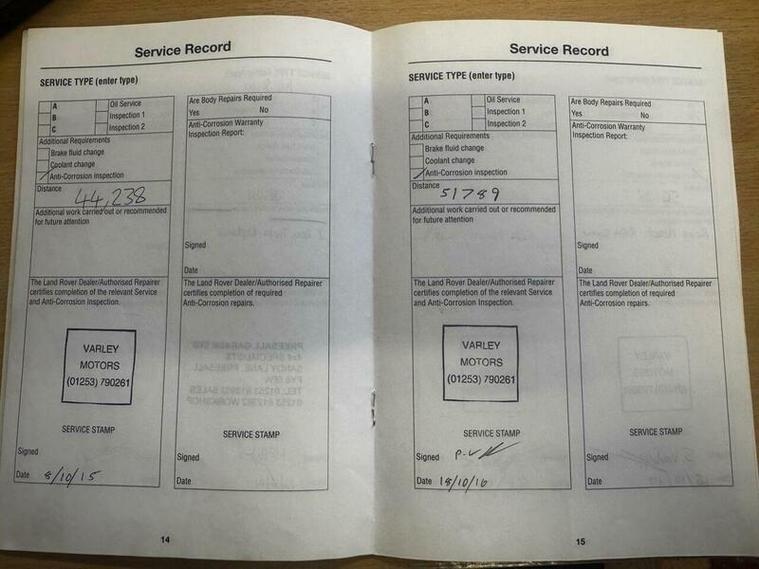 Service Record
SERVICE TYPE (enter type)
A Oil Service
B Inspection 1
C Inspection 2
Additional Requirements
Brake fluid change
Coolant change
Anti-Corrosion inspection
Distance 44,238
Additional work carried out or recommended
for future attention
The Land Rover Dealer/Authorised Repairer
certifies completion of the relevant Service
and Anti-Corrosion Inspection.
VARLEY
MOTORS
(01253) 790261
SERVICE STAMP
Signed
Date 8/10/15
Are Body Repairs Required
Yes No
Anti-Corrosion Warranty
Inspection Report:
Signed
Date
The Land Rover Dealer/Authorised Repairer
certifies completion of required
Anti-Corrosion repairs.
SERVICE STAMP
Signed
Date
14
Service Record
SERVICE TYPE (enter type)
A Oil Service
B Inspection 1
C Inspection 2
Additional Requirements
Brake fluid change
Coolant change
Anti-Corrosion inspection
Distance 51789
Additional work carried out or recommended
for future attention
The Land Rover Dealer/Authorised Repairer
certifies completion of the relevant Service
and Anti-Corrosion Inspection.
VARLEY
MOTORS
(01253) 790261
SERVICE STAMP
Signed
Date 18/10/16
Are Body Repairs Required
Yes No
Anti-Corrosion Warranty
Inspection Report:
Signed
Date
The Land Rover Dealer/Authorised Repairer
certifies completion of required
Anti-Corrosion repairs.
SERVICE STAMP
Signed
Date
15